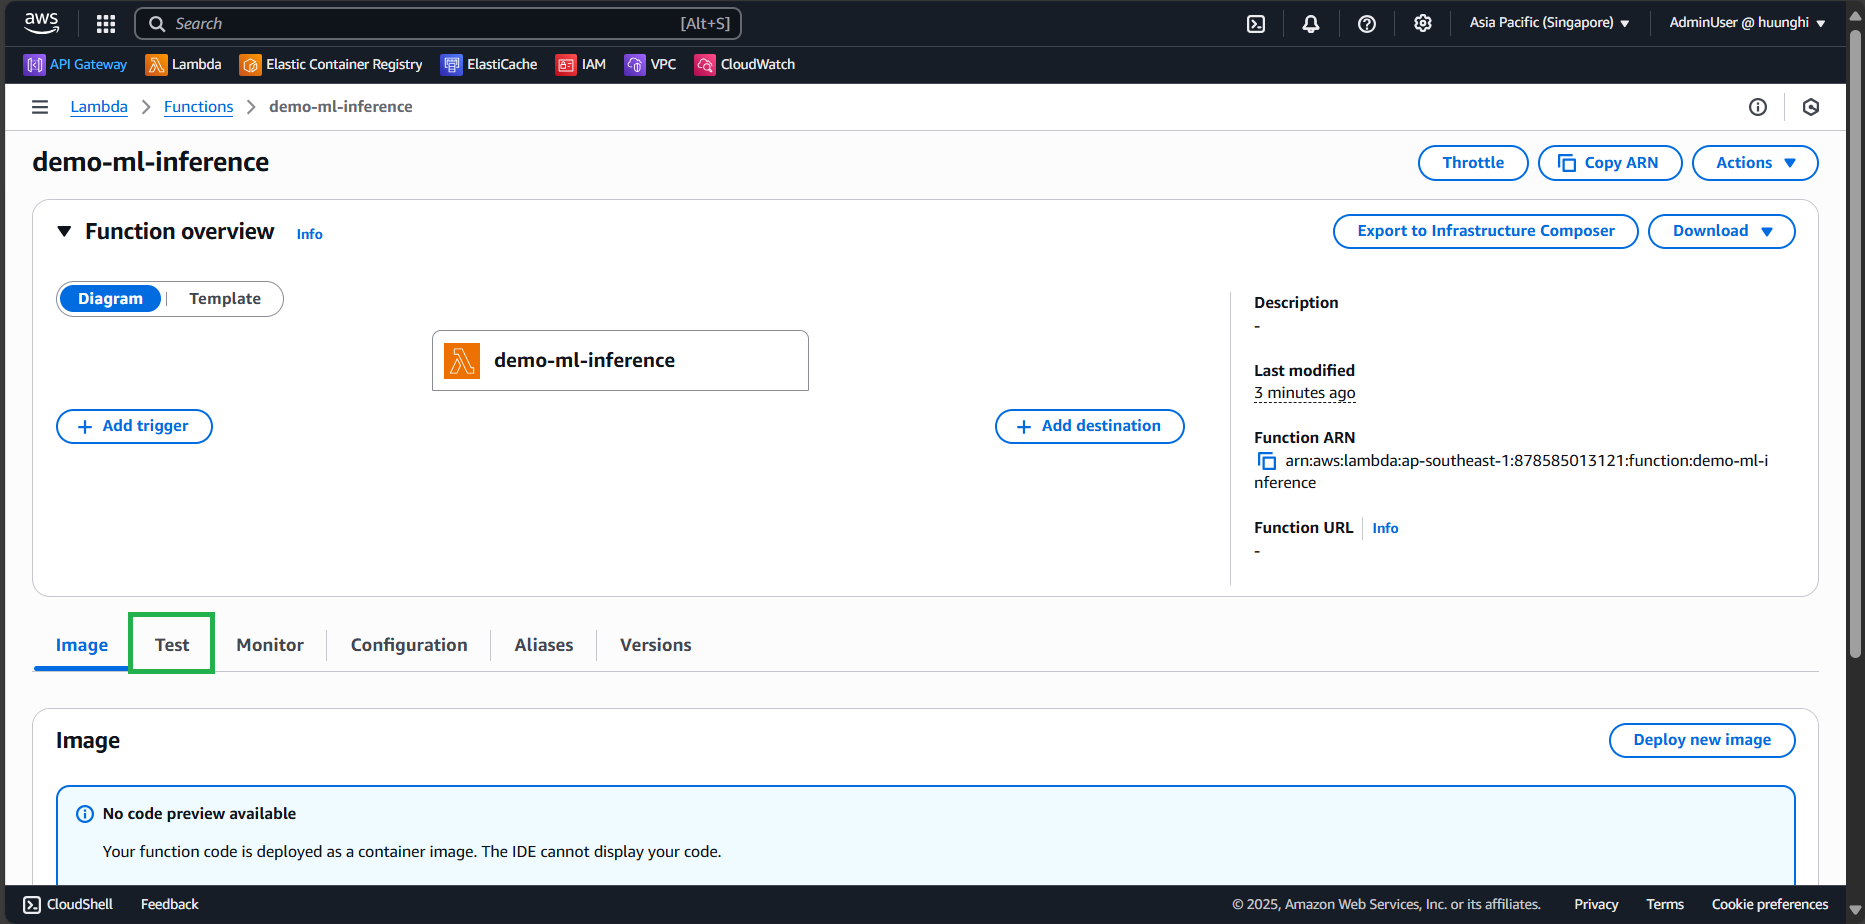 aws
Search [Alt+S]
Asia Pacific (Singapore)
AdminUser @ huunghi
API Gateway
Lambda
Elastic Container Registry
ElastiCache
IAM
VPC
CloudWatch
Lambda
Functions
demo-ml-inference
demo-ml-inference
Throttle
Copy ARN
Actions
Function overview
Info
Export to Infrastructure Composer
Download
Diagram
Template
demo-ml-inference
Add trigger
Add destination
Description
-
Last modified
3 minutes ago
Function ARN
arn:aws:lambda:ap-southeast-1:878585013121:function:demo-ml-i
nference
Function URL
Info
-
Image
Test
Monitor
Configuration
Aliases
Versions
Image
Deploy new image
No code preview available
Your function code is deployed as a container image. The IDE cannot display your code.
CloudShell
Feedback
© 2025, Amazon Web Services, Inc. or its affiliates.
Privacy
Terms
Cookie preferences